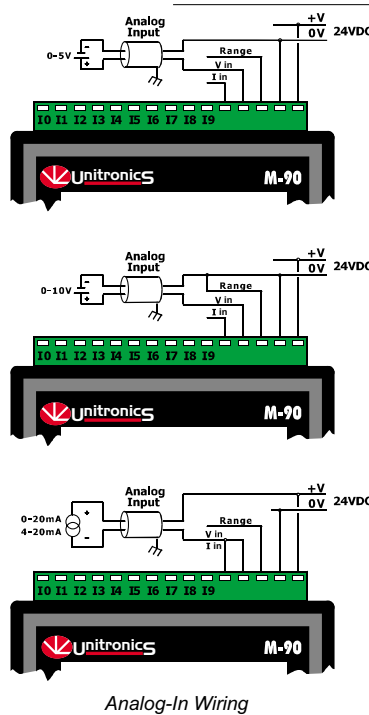 Analog
Input
+V
0V 24VDC
0-5V
Range
V in
I in
I0 I1 I2 I3 I4 I5 I6 I7 I8 I9
UnitronicS M-90
Analog
Input
+V
0V 24VDC
0-10V
Range
V in
I in
I0 I1 I2 I3 I4 I5 I6 I7 I8 I9
UnitronicS M-90
Analog
Input
+V
0V 24VDC
0-20mA
4-20mA
Range
V in
I in
I0 I1 I2 I3 I4 I5 I6 I7 I8 I9
UnitronicS M-90
Analog-In Wiring